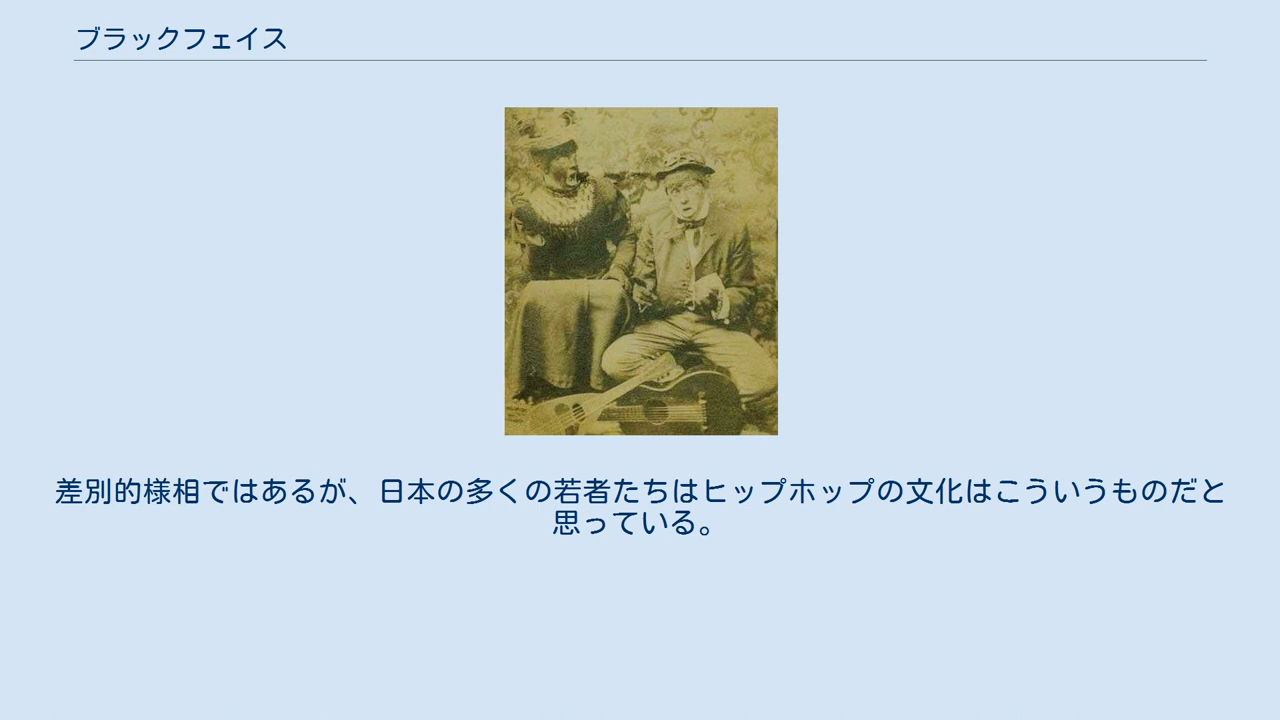 ブラックフェイス
差別的様相ではあるが、日本の多くの若者たちはヒップホップの文化はこういうものだと
思っている。